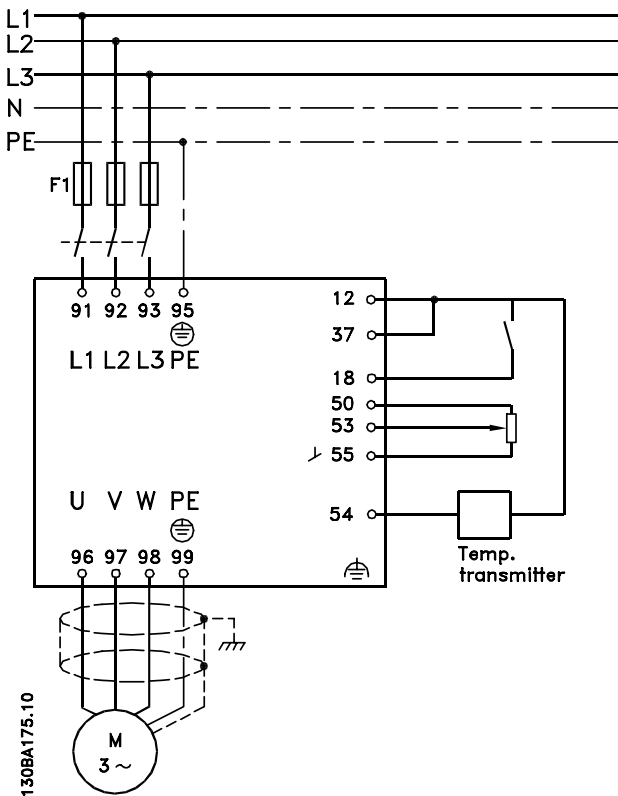 L1
L2
L3
N
PE
F1
91 92 93 95
L1 L2 L3 PE
12
37
18
50
53
55
54
U V W PE
96 97 98 99
Temp.
transmitter
M
3 ~
130BA175.10